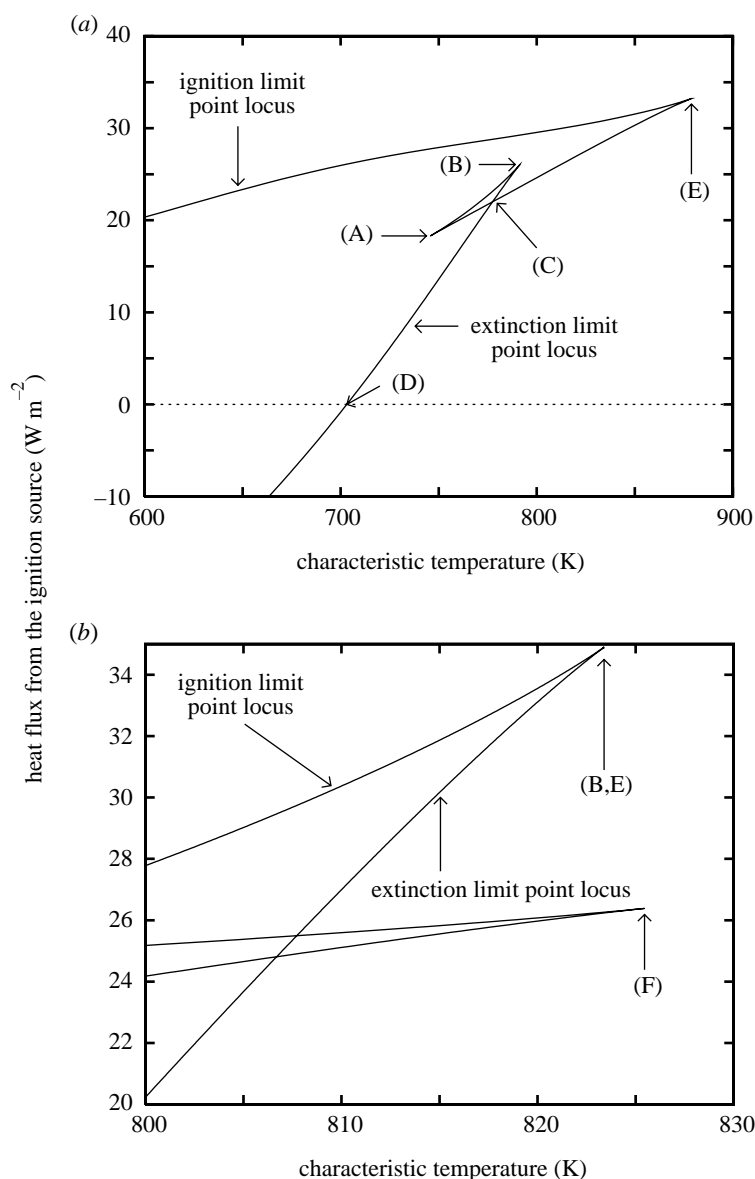 (a)
40
30
20
10
0
–10
600
700
800
900
ignition limit
point locus
(B)
(A)
(E)
(C)
extinction limit
point locus
(D)
characteristic temperature (K)
heat flux from the ignition source (W m⁻²)
(b)
34
32
30
28
26
24
22
20
800
810
820
830
ignition limit
point locus
(B,E)
extinction limit point locus
(F)
characteristic temperature (K)